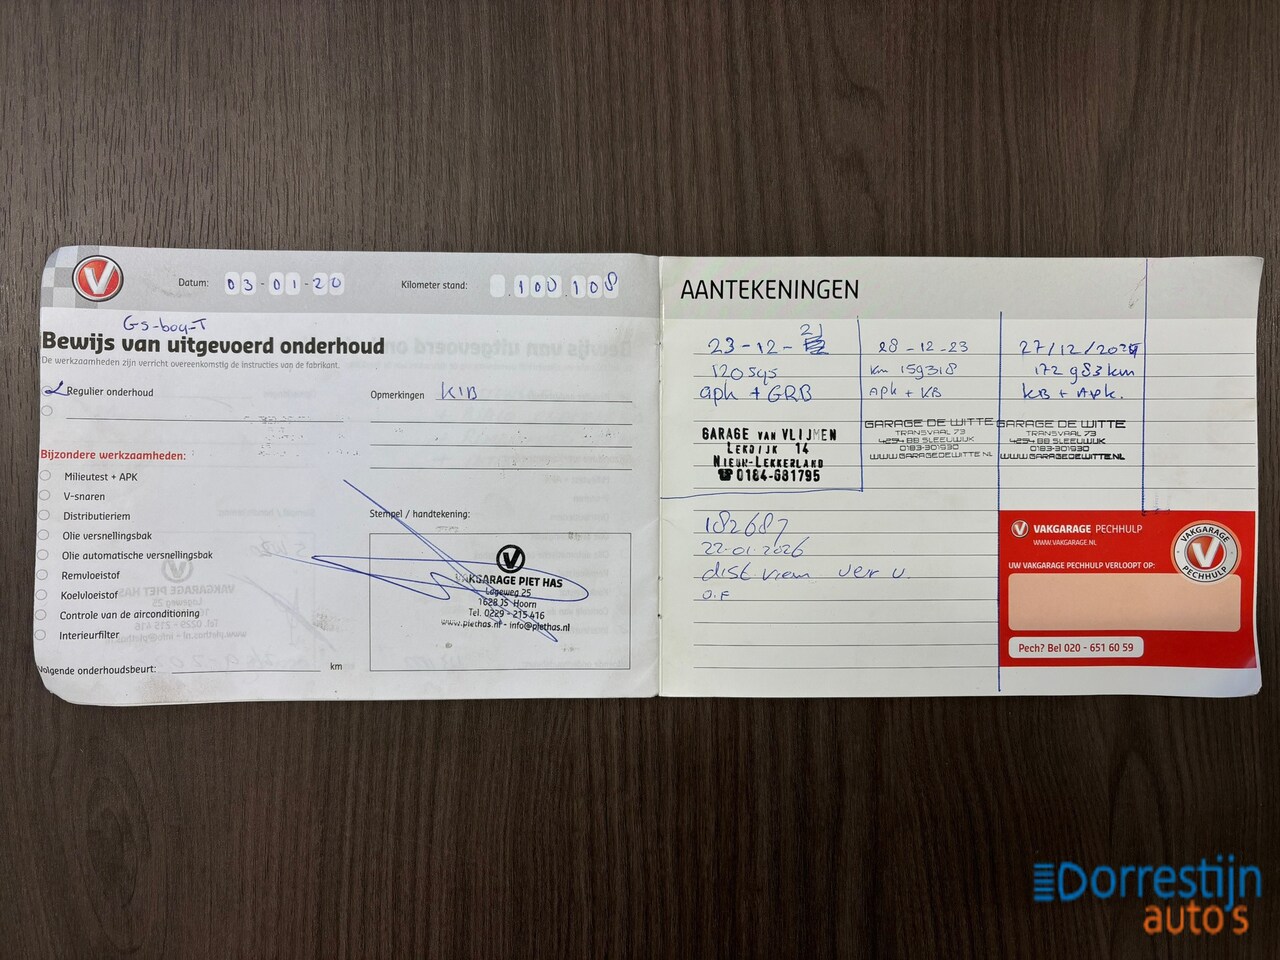 V
Datum: 03-01-20
Kilometer stand: 100.108
Gs-boy-T
Bewijs van uitgevoerd onderhoud
De werkzaamheden zijn verricht overeenkomstig de instructies van de fabrikant.
Regulier onderhoud
Opmerkingen KIB
Bijzondere werkzaamheden:
Milieutest + APK
V-snaren
Distributieriem
Olie versnellingsbak
Olie automatische versnellingsbak
Remvloeistof
Koelvloeistof
Controle van de airconditioning
Interieurfilter
Volgende onderhoudsbeurt: km
Stempel / handtekening:
VAKGARAGE PIET HAS
Lageweg 25
1628 JS Hoorn
Tel. 0229 - 215 416
www.piethas.nl - info@piethas.nl
AANTEKENINGEN
23-12-21
120595
apk + GRB
GARAGE VAN VLIJMEN
LEKDIJK 14
NIEUW-LEKKERLAND
☎ 0184-681795
28-12-23
km 159318
APK + KB
GARAGE DE WITTE
TRANSVAAL 73
4254 BB SLEEUWIJK
0183-301930
WWW.GARAGEDEWITTE.NL
27/12/2024
172983 km
KB + Apk.
GARAGE DE WITTE
TRANSVAAL 73
4254 BB SLEEUWIJK
0183-301930
WWW.GARAGEDEWITTE.NL
182687
22-01-2026
dist riem ver v.
O.F
VAKGARAGE PECHHULP
WWW.VAKGARAGE.NL
UW VAKGARAGE PECHHULP VERLOOPT OP:
Pech? Bel 020 - 651 60 59
VAKGARAGE
V
PECHHULP
Dorrestijn
auto's